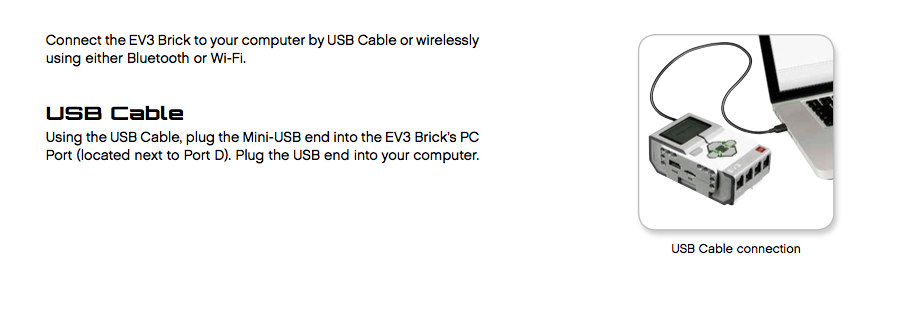 Connect the EV3 Brick to your computer by USB Cable or wirelessly
using either Bluetooth or Wi-Fi.
USB Cable
Using the USB Cable, plug the Mini-USB end into the EV3 Brick's PC
Port (located next to Port D). Plug the USB end into your computer.
USB Cable connection